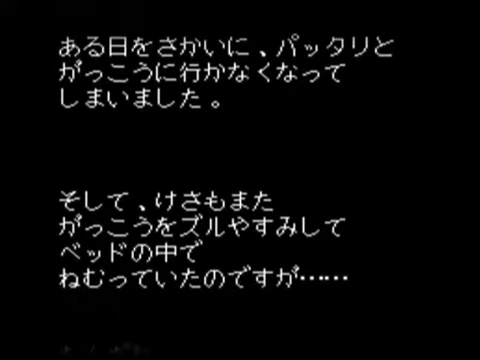 ある日をさかいに、パッタリと
がっこうに行かなくなって
しまいました。
そして、けさもまた
がっこうをズルやすみして
ベッドの中で
ねむっていたのですが……